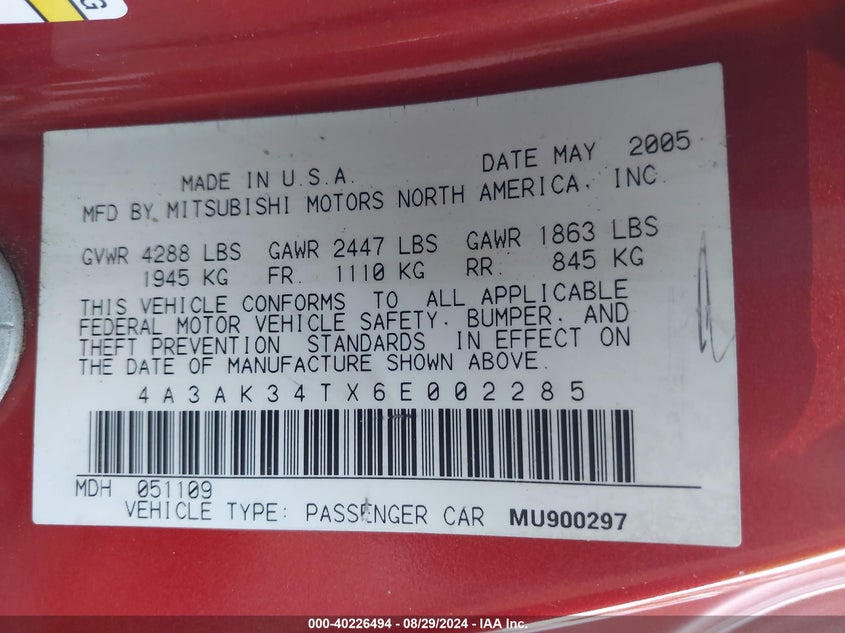 G
MADE IN U.S.A. DATE MAY 2005
MFD BY MITSUBISHI MOTORS NORTH AMERICA, INC.
GVWR 4288 LBS GAWR 2447 LBS GAWR 1863 LBS
1945 KG FR. 1110 KG RR. 845 KG
THIS VEHICLE CONFORMS TO ALL APPLICABLE
FEDERAL MOTOR VEHICLE SAFETY, BUMPER, AND
THEFT PREVENTION STANDARDS IN EFFECT ON
THE DATE OF MANUFACTURE SHOWN ABOVE.
4A3AK34TX6E002285
MDH 051109
VEHICLE TYPE: PASSENGER CAR MU900297
000-40226494 - 08/29/2024 - IAA Inc.